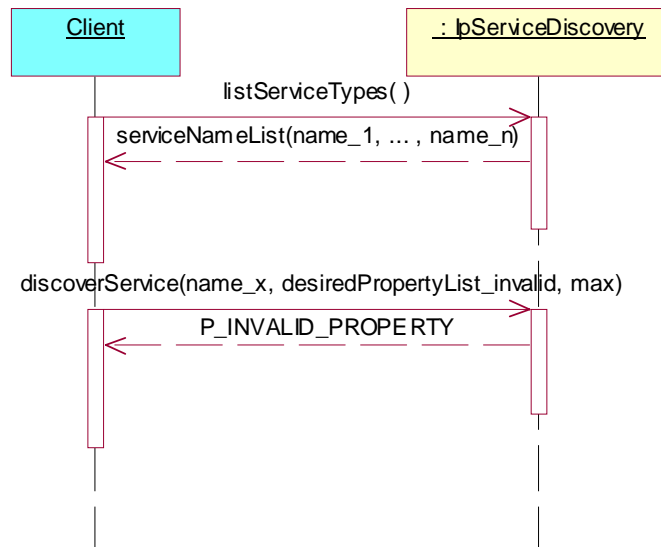 Client
: IpServiceDiscovery
listServiceTypes( )
serviceNameList(name_1, ... , name_n)
discoverService(name_x, desiredPropertyList_invalid, max)
P_INVALID_PROPERTY